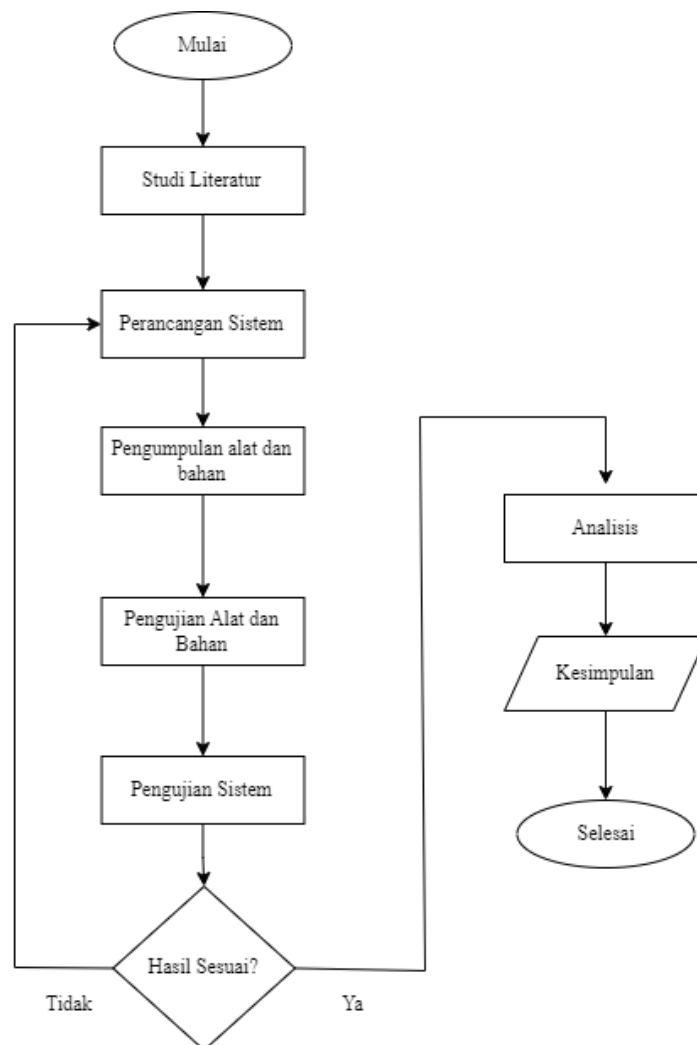 Mulai
Studi Literatur
Perancangan Sistem
Pengumpulan alat dan
bahan
Pengujian Alat dan
Bahan
Pengujian Sistem
Hasil Sesuai?
Tidak
Ya
Analisis
Kesimpulan
Selesai